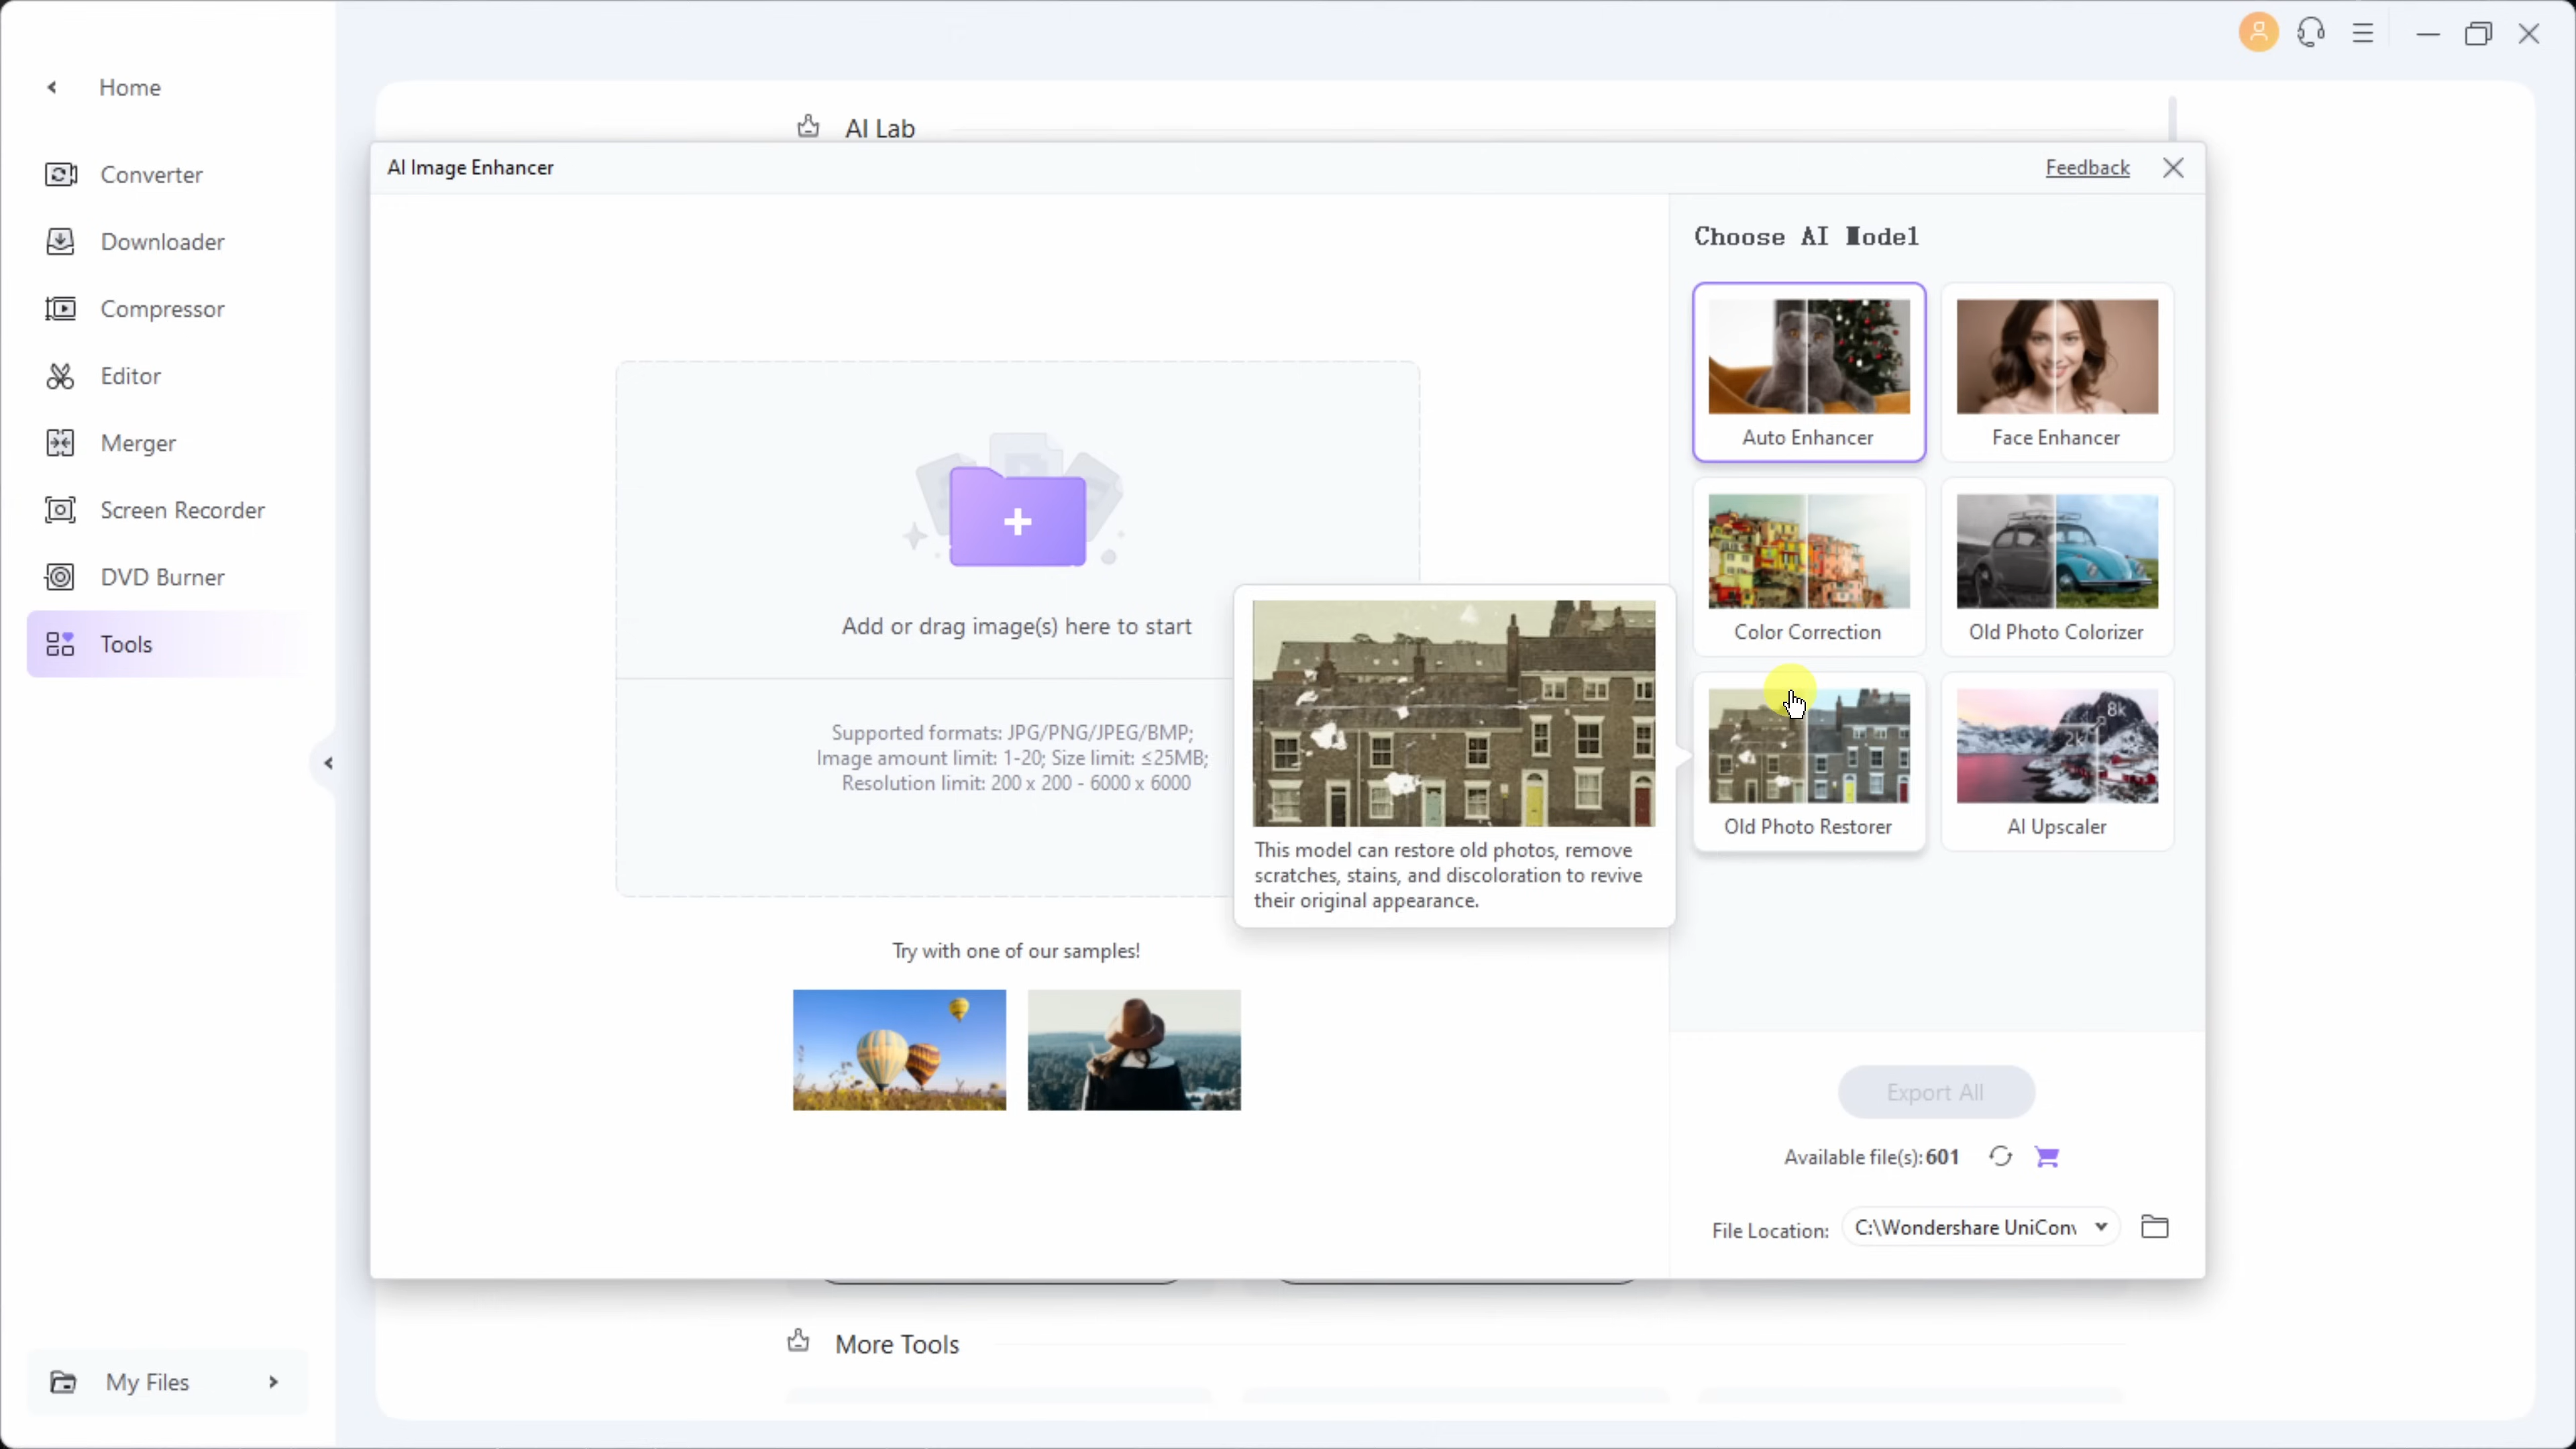 Home
Converter
Downloader
Compressor
Editor
Merger
Screen Recorder
DVD Burner
Tools
My Files
AI Lab
AI Image Enhancer
Feedback
Add or drag image(s) here to start
Supported formats: JPG/PNG/JPEG/BMP;
Image amount limit: 1-20; Size limit: ≤25MB;
Resolution limit: 200 x 200 - 6000 x 6000
Try with one of our samples!
This model can restore old photos, remove
scratches, stains, and discoloration to revive
their original appearance.
Choose AI Model
Auto Enhancer
Face Enhancer
Color Correction
Old Photo Colorizer
Old Photo Restorer
8k
2k
AI Upscaler
Export All
Available file(s):601
File Location:
C:\Wondershare UniConv
More Tools